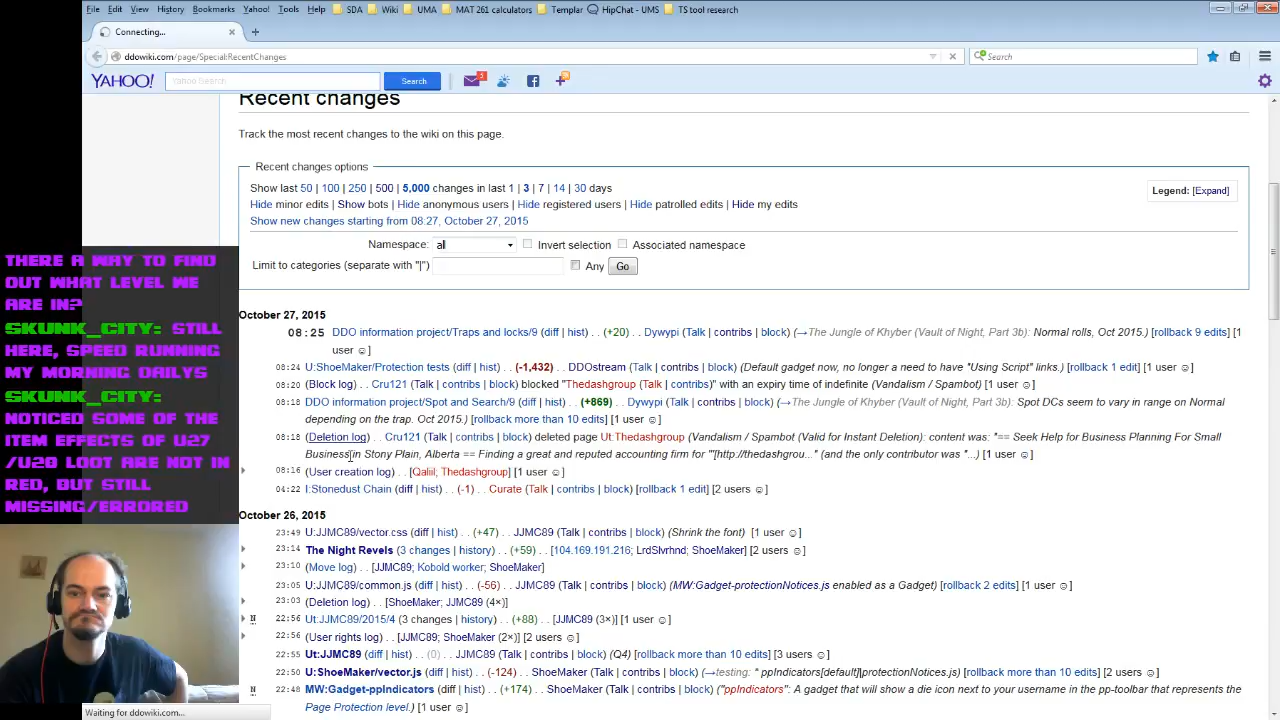 File Edit View History Bookmarks Yahoo! Tools Help SDA Wiki UMA MAT 261 calculators Templar HipChat - UMS TS tool research
Connecting...
ddowiki.com/page/Special:RecentChanges Search
YAHOO! Yahoo Search Search
Recent changes
Track the most recent changes to the wiki on this page.
Recent changes options
Show last 50 | 100 | 250 | 500 | 5,000 changes in last 1 | 3 | 7 | 14 | 30 days
Legend: [Expand]
Hide minor edits | Show bots | Hide anonymous users | Hide registered users | Hide patrolled edits | Hide my edits
Show new changes starting from 08:27, October 27, 2015
Namespace: all Invert selection Associated namespace
Limit to categories (separate with "|") Any Go
October 27, 2015
08:25 DDO information project/Traps and locks/9 (diff | hist) . . (+20) . . Dywypi (Talk | contribs | block) (→The Jungle of Khyber (Vault of Night, Part 3b): Normal rolls, Oct 2015.) [rollback 9 edits] [1
user ☺]
08:24 U:ShoeMaker/Protection tests (diff | hist) . . (-1,432) . . DDOstream (Talk | contribs | block) (Default gadget now, no longer a need to have "Using Script" links.) [rollback 1 edit] [1 user ☺]
08:20 (Block log) . . Cru121 (Talk | contribs | block) blocked "Thedashgroup (Talk | contribs)" with an expiry time of indefinite (Vandalism / Spambot) [1 user ☺]
08:18 DDO information project/Spot and Search/9 (diff | hist) . . (+869) . . Dywypi (Talk | contribs | block) (→The Jungle of Khyber (Vault of Night, Part 3b): Spot DCs seem to vary in range on Normal
depending on the trap. Oct 2015.) [rollback more than 10 edits] [1 user ☺]
08:18 (Deletion log) . . Cru121 (Talk | contribs | block) deleted page Ut:Thedashgroup (Vandalism / Spambot (Valid for Instant Deletion): content was: "== Seek Help for Business Planning For Small
Business in Stony Plain, Alberta == Finding a great and reputed accounting firm for '"[http://thedashgrou..." (and the only contributor was "...) [1 user ☺]
08:16 (User creation log) . . [Qaliil; Thedashgroup] [1 user ☺]
04:22 I:Stonedust Chain (diff | hist) . . (-1) . . Curate (Talk | contribs | block) [rollback 1 edit] [2 users ☺]
October 26, 2015
23:49 U:JJMC89/vector.css (diff | hist) . . (+47) . . JJMC89 (Talk | contribs | block) (Shrink the font) . . [1 user ☺]
23:14 The Night Revels (3 changes | history) . . (+59) . . [104.169.191.216; LrdSlvrhnd; ShoeMaker] [2 users ☺]
23:10 (Move log) . . [JJMC89; Kobold worker; ShoeMaker]
23:05 U:JJMC89/common.js (diff | hist) . . (-56) . . JJMC89 (Talk | contribs | block) (MW:Gadget-protectionNotices.js enabled as a Gadget) [rollback 2 edits] [1 user ☺]
23:03 (Deletion log) . . [ShoeMaker; JJMC89 (4×)]
N 22:56 Ut:JJMC89/2015/4 (3 changes | history) . . (+88) . . [JJMC89 (3×)] [1 user ☺]
22:56 (User rights log) . . [JJMC89; ShoeMaker (2×)] [2 users ☺]
22:55 Ut:JJMC89 (diff | hist) . . (0) . . JJMC89 (Talk | contribs | block) (Q4) [rollback more than 10 edits] [3 users ☺]
22:50 U:ShoeMaker/vector.js (diff | hist) . . (-124) . . ShoeMaker (Talk | contribs | block) (→testing: * ppIndicators[default]|protectionNotices.js) [rollback more than 10 edits] [2 users ☺]
N 22:48 MW:Gadget-ppIndicators (diff | hist) . . (+174) . . ShoeMaker (Talk | contribs | block) ("ppIndicators": A gadget that will show a die icon next to your username in the pp-toolbar that represents the
Page Protection level.) [1 user ☺]
Waiting for ddowiki.com...
THERE A WAY TO FIND
OUT WHAT LEVEL WE
ARE IN?
SKUNK_CITY: STILL
HERE, SPEED RUNNING
MY MORNING DAILYS
SKUNK_CITY:
NOTICED SOME OF THE
ITEM EFFECTS OF U27
/U28 LOOT ARE NOT IN
RED, BUT STILL
MISSING/ERRORED